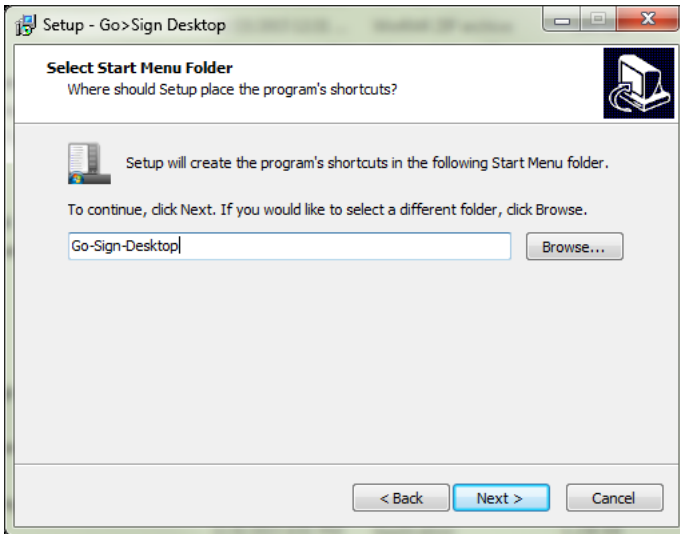 Setup - Go>Sign Desktop
Select Start Menu Folder
Where should Setup place the program's shortcuts?
Setup will create the program's shortcuts in the following Start Menu folder.
To continue, click Next. If you would like to select a different folder, click Browse.
Go-Sign-Desktop
Browse...
< Back
Next >
Cancel